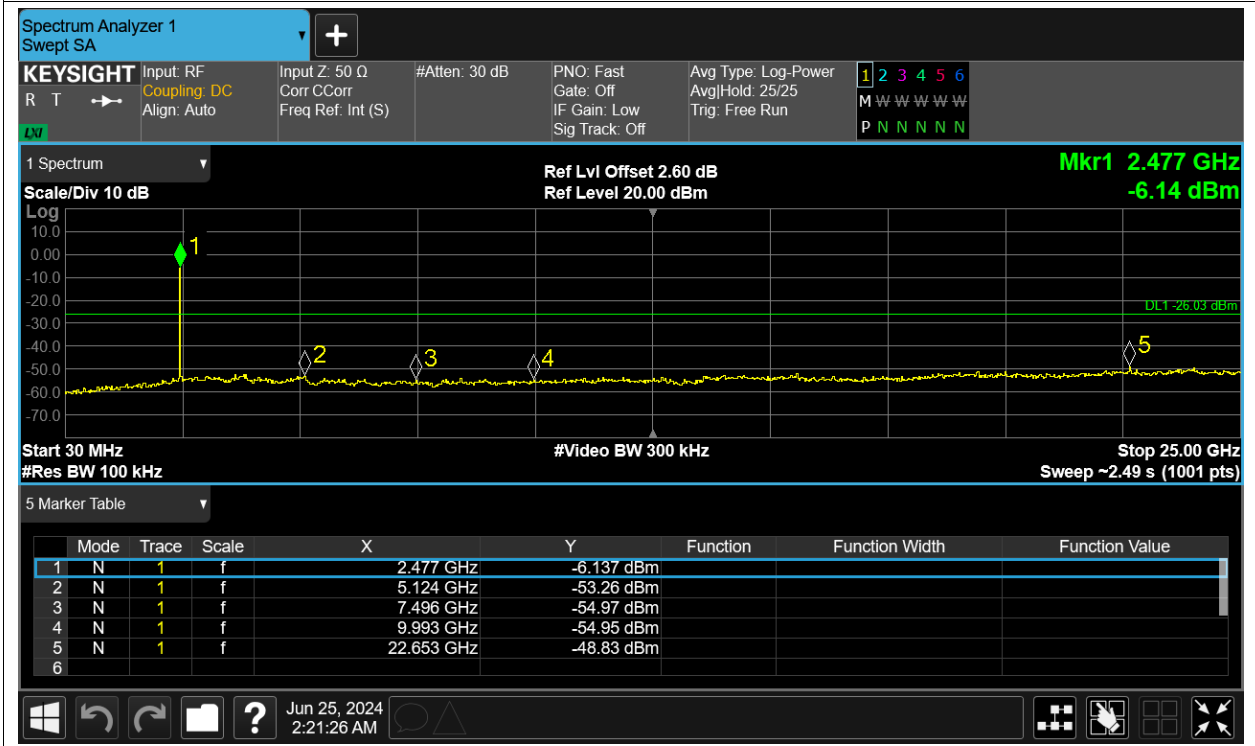 Spectrum Analyzer 1
Swept SA
KEYSIGHT
R T
LXI
Input: RF
Coupling: DC
Align: Auto
Input Z: 50 Ω
Corr CCorr
Freq Ref: Int (S)
#Atten: 30 dB
PNO: Fast
Gate: Off
IF Gain: Low
Sig Track: Off
Avg Type: Log-Power
Avg|Hold: 25/25
Trig: Free Run
1 2 3 4 5 6
M W W W W W
P N N N N N
1 Spectrum
Scale/Div 10 dB
Ref Lvl Offset 2.60 dB
Ref Level 20.00 dBm
Mkr1 2.477 GHz
-6.14 dBm
Log
10.0
0.00
-10.0
-20.0
-30.0
-40.0
-50.0
-60.0
-70.0
1
2
3
4
5
DL1 -26.03 dBm
Start 30 MHz
#Res BW 100 kHz
#Video BW 300 kHz
Stop 25.00 GHz
Sweep ~2.49 s (1001 pts)
5 Marker Table
Mode Trace Scale X Y Function Function Width Function Value
1 N 1 f 2.477 GHz -6.137 dBm
2 N 1 f 5.124 GHz -53.26 dBm
3 N 1 f 7.496 GHz -54.97 dBm
4 N 1 f 9.993 GHz -54.95 dBm
5 N 1 f 22.653 GHz -48.83 dBm
6
?
Jun 25, 2024
2:21:26 AM